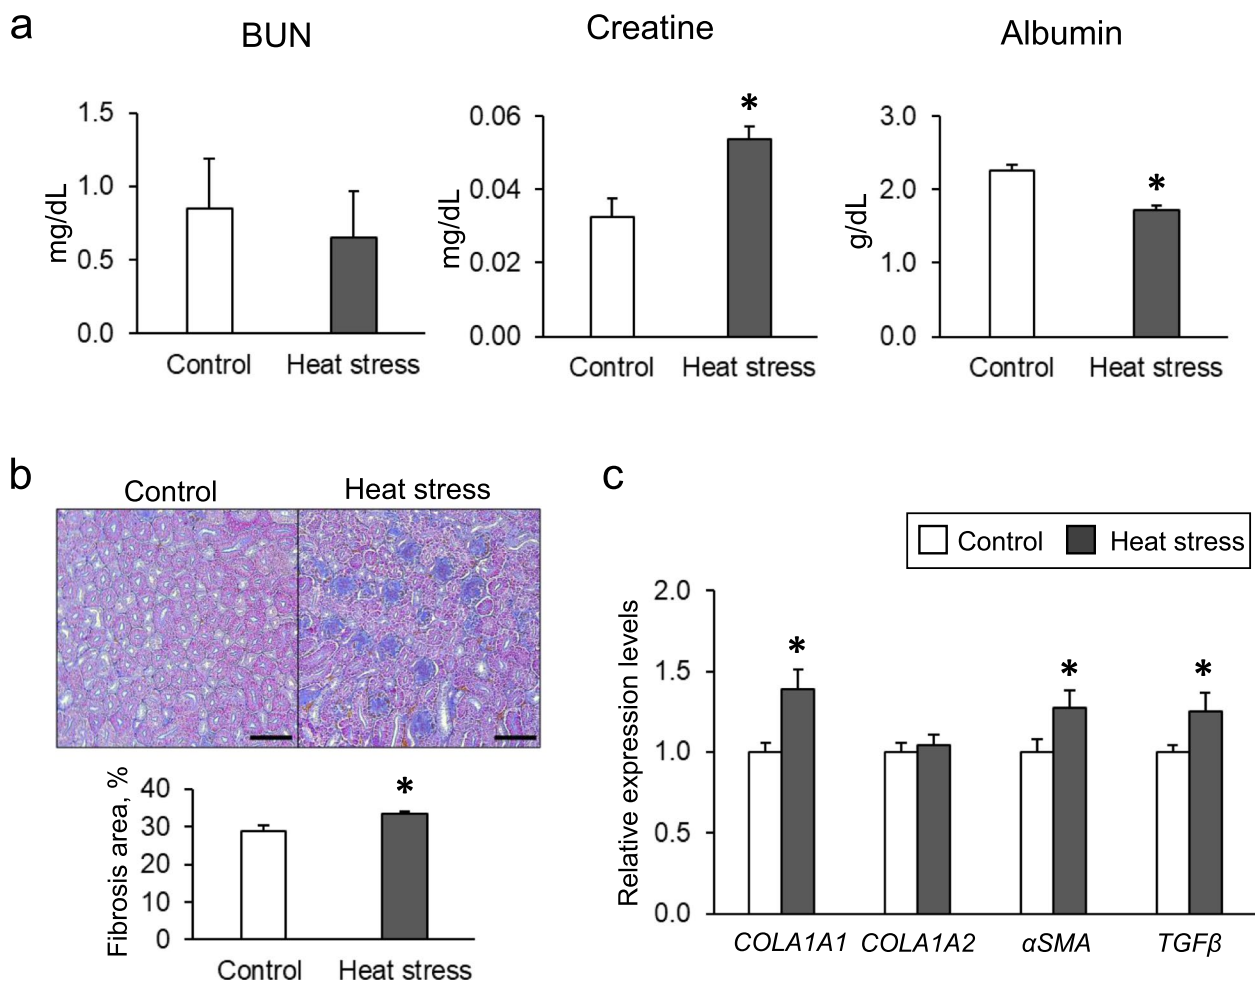 a
BUN
Creatine
Albumin
1.5
1.0
0.5
0.0
mg/dL
Control
Heat stress
0.06
0.04
0.02
0.00
mg/dL
*
Control
Heat stress
3.0
2.0
1.0
0.0
g/dL
*
Control
Heat stress
b
Control
Heat stress
40
30
20
10
0
Fibrosis area, %
*
Control
Heat stress
c
Control
Heat stress
2.0
1.5
1.0
0.5
0.0
Relative expression levels
*
*
*
COLA1A1
COLA1A2
αSMA
TGFβ